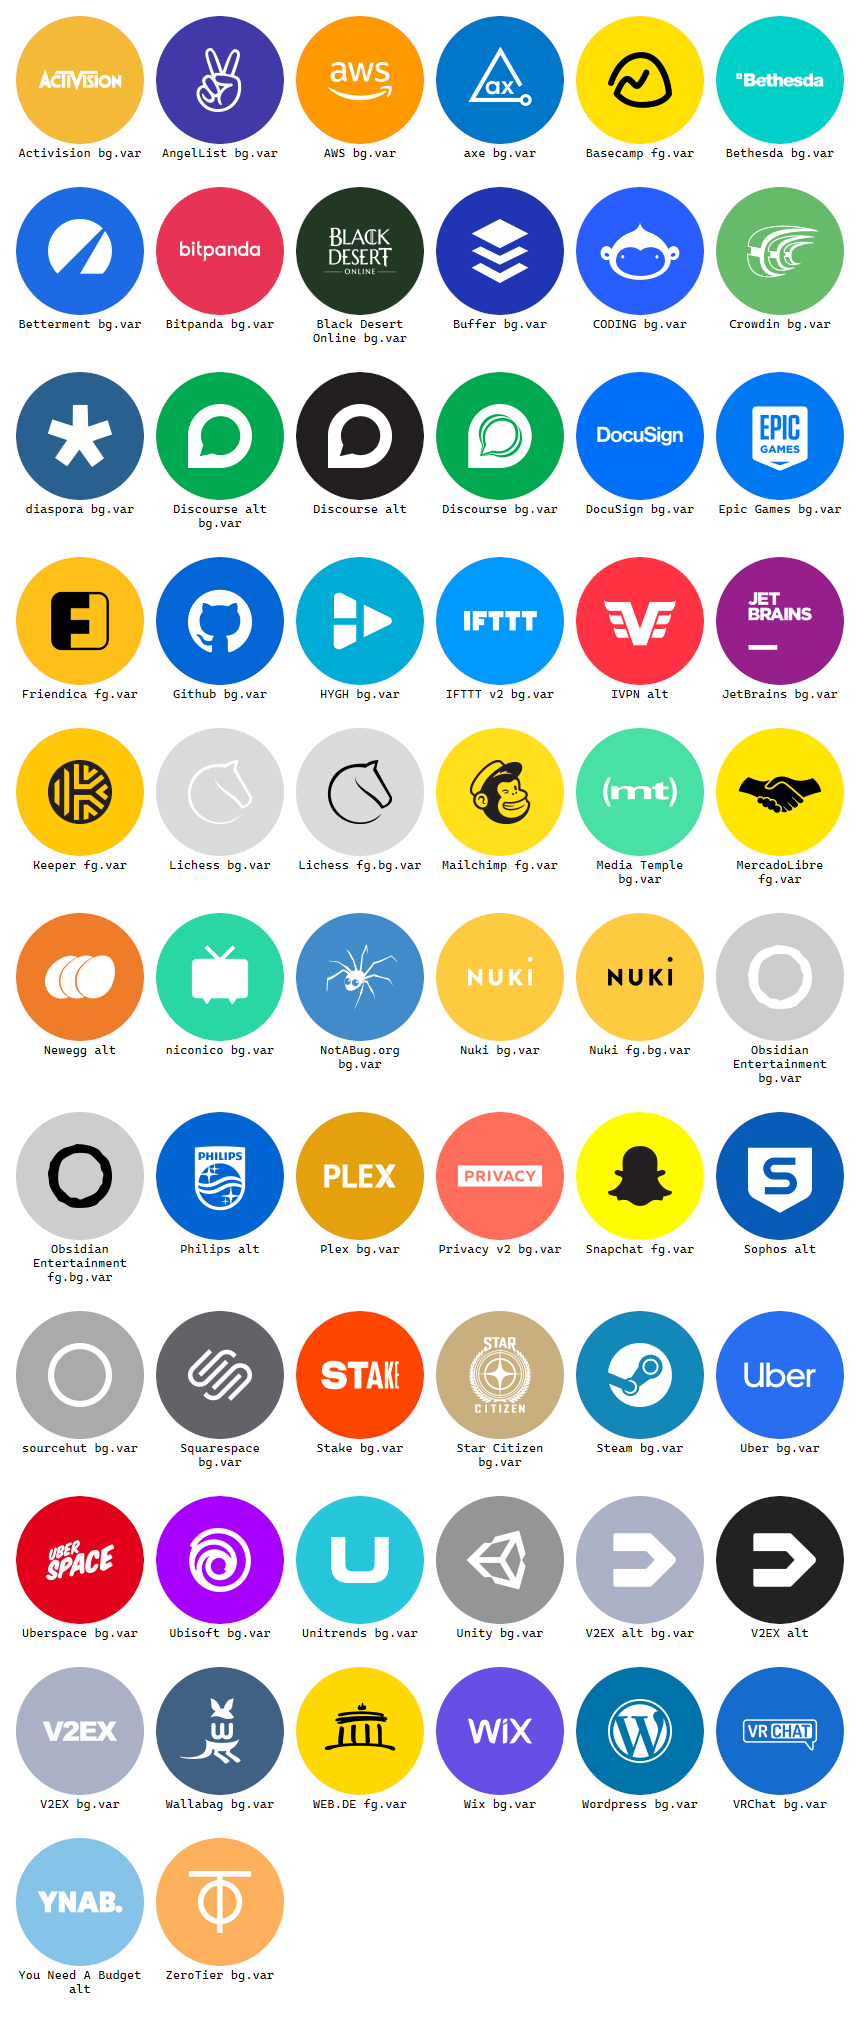 ACTIVISION
aws
ax
Bethesda
Activision bg.var
AngelList bg.var
AWS bg.var
axe bg.var
Basecamp fg.var
Bethesda bg.var
bitpanda
BLACK
DESERT
ONLINE
Betterment bg.var
Bitpanda bg.var
Black Desert
Online bg.var
Buffer bg.var
CODING bg.var
Crowdin bg.var
DocuSign
EPIC
GAMES
diaspora bg.var
Discourse alt
bg.var
Discourse alt
Discourse bg.var
DocuSign bg.var
Epic Games bg.var
F
IFTTT
V
JET
BRAINS
Friendica fg.var
Github bg.var
HYGH bg.var
IFTTT v2 bg.var
IVPN alt
JetBrains bg.var
K
(mt)
Keeper fg.var
Lichess bg.var
Lichess fg.bg.var
Mailchimp fg.var
Media Temple
bg.var
MercadoLibre
fg.var
NUKI
NUKI
Newegg alt
niconico bg.var
NotABug.org
bg.var
Nuki bg.var
Nuki fg.bg.var
Obsidian
Entertainment
bg.var
PHILIPS
PLEX
PRIVACY
S
Obsidian
Entertainment
fg.bg.var
Philips alt
Plex bg.var
Privacy v2 bg.var
Snapchat fg.var
Sophos alt
STAKE
STAR
CITIZEN
Uber
sourcehut bg.var
Squarespace
bg.var
Stake bg.var
Star Citizen
bg.var
Steam bg.var
Uber bg.var
UBER
SPACE
U
Uberspace bg.var
Ubisoft bg.var
Unitrends bg.var
Unity bg.var
V2EX alt bg.var
V2EX alt
V2EX
W
WiX
W
VR CHAT
V2EX bg.var
Wallabag bg.var
WEB.DE fg.var
Wix bg.var
Wordpress bg.var
VRChat bg.var
YNAB.
You Need A Budget
alt
ZeroTier bg.var